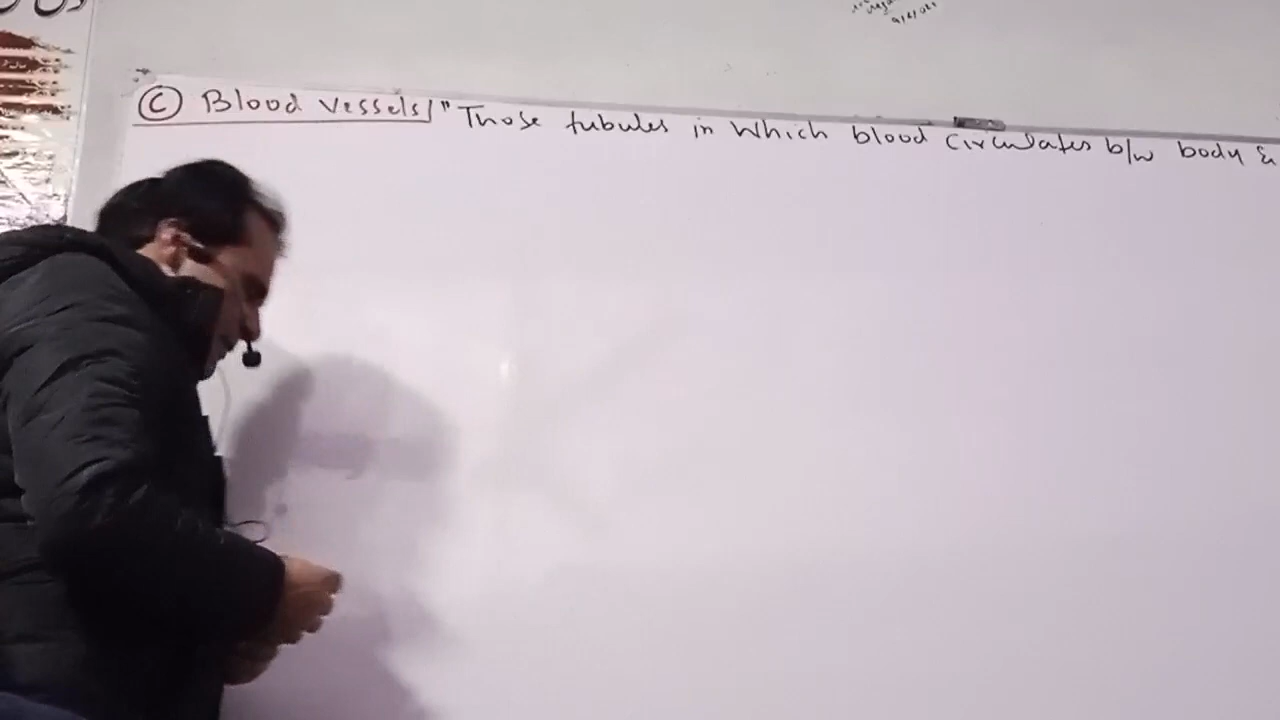 Ⓒ Blood Vessels/ "Those tubules in which blood circulates b/w body &